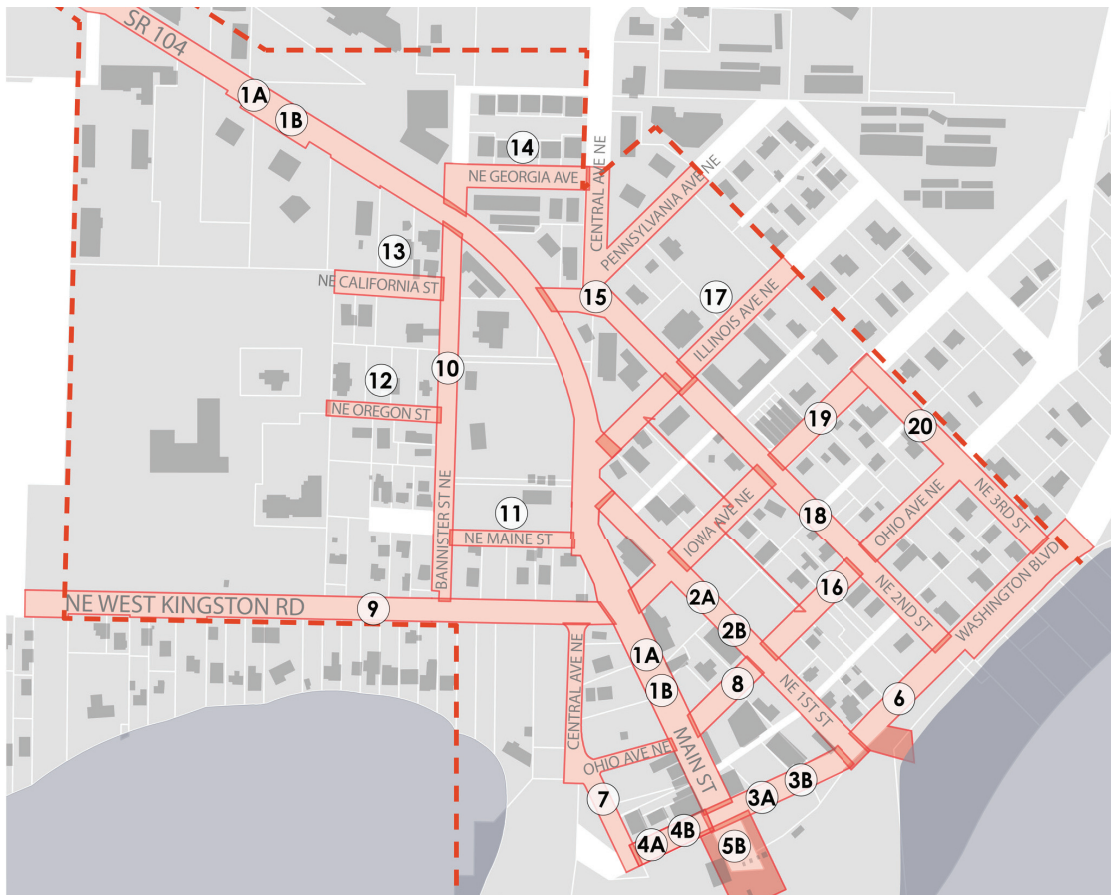 SR 104
1A
1B
14
NE GEORGIA AVE
CENTRAL AVE NE
PENNSYLVANIA AVE NE
13
NE CALIFORNIA ST
15
17
ILLINOIS AVE NE
10
12
NE OREGON ST
19
20
BANNISTER ST NE
11
NE MAINE ST
IOWA AVE NE
18
OHIO AVE NE
NE 3RD ST
WASHINGTON BLVD
NE WEST KINGSTON RD
9
2A
2B
16
NE 2ND ST
1A
1B
8
NE 1ST ST
6
CENTRAL AVE NE
OHIO AVE NE
MAIN ST
7
3A
3B
4A
4B
5B